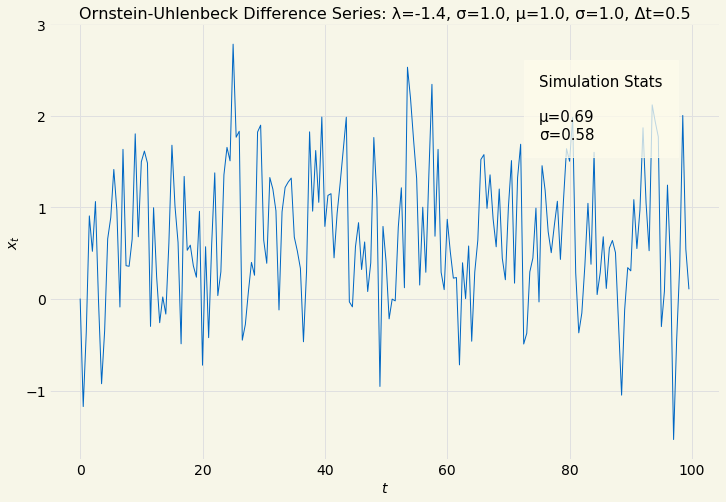 Ornstein-Uhlenbeck Difference Series: λ=-1.4, σ=1.0, μ=1.0, σ=1.0, Δt=0.5
3
Simulation Stats
2
μ=0.69
σ=0.58
1
x_t
0
−1
0 20 40 60 80 100
t